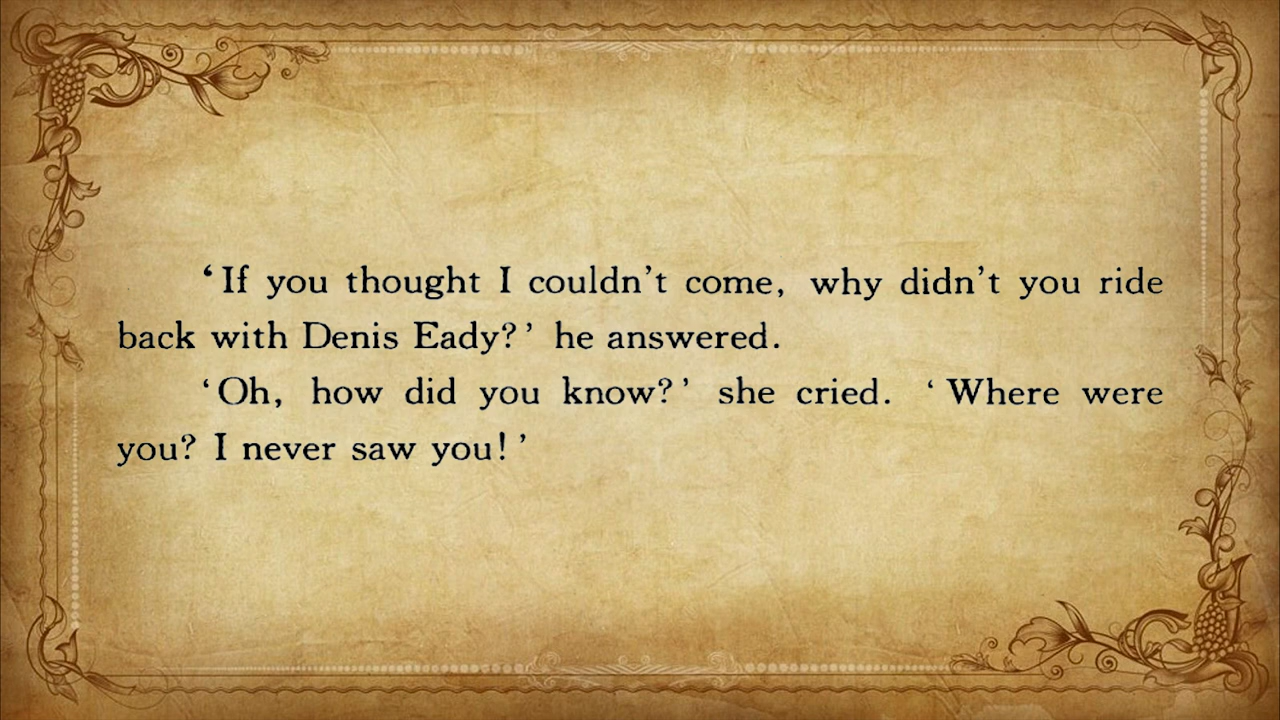 ‘If you thought I couldn’t come, why didn’t you ride
back with Denis Eady?’ he answered.
‘Oh, how did you know?’ she cried. ‘Where were
you? I never saw you!’